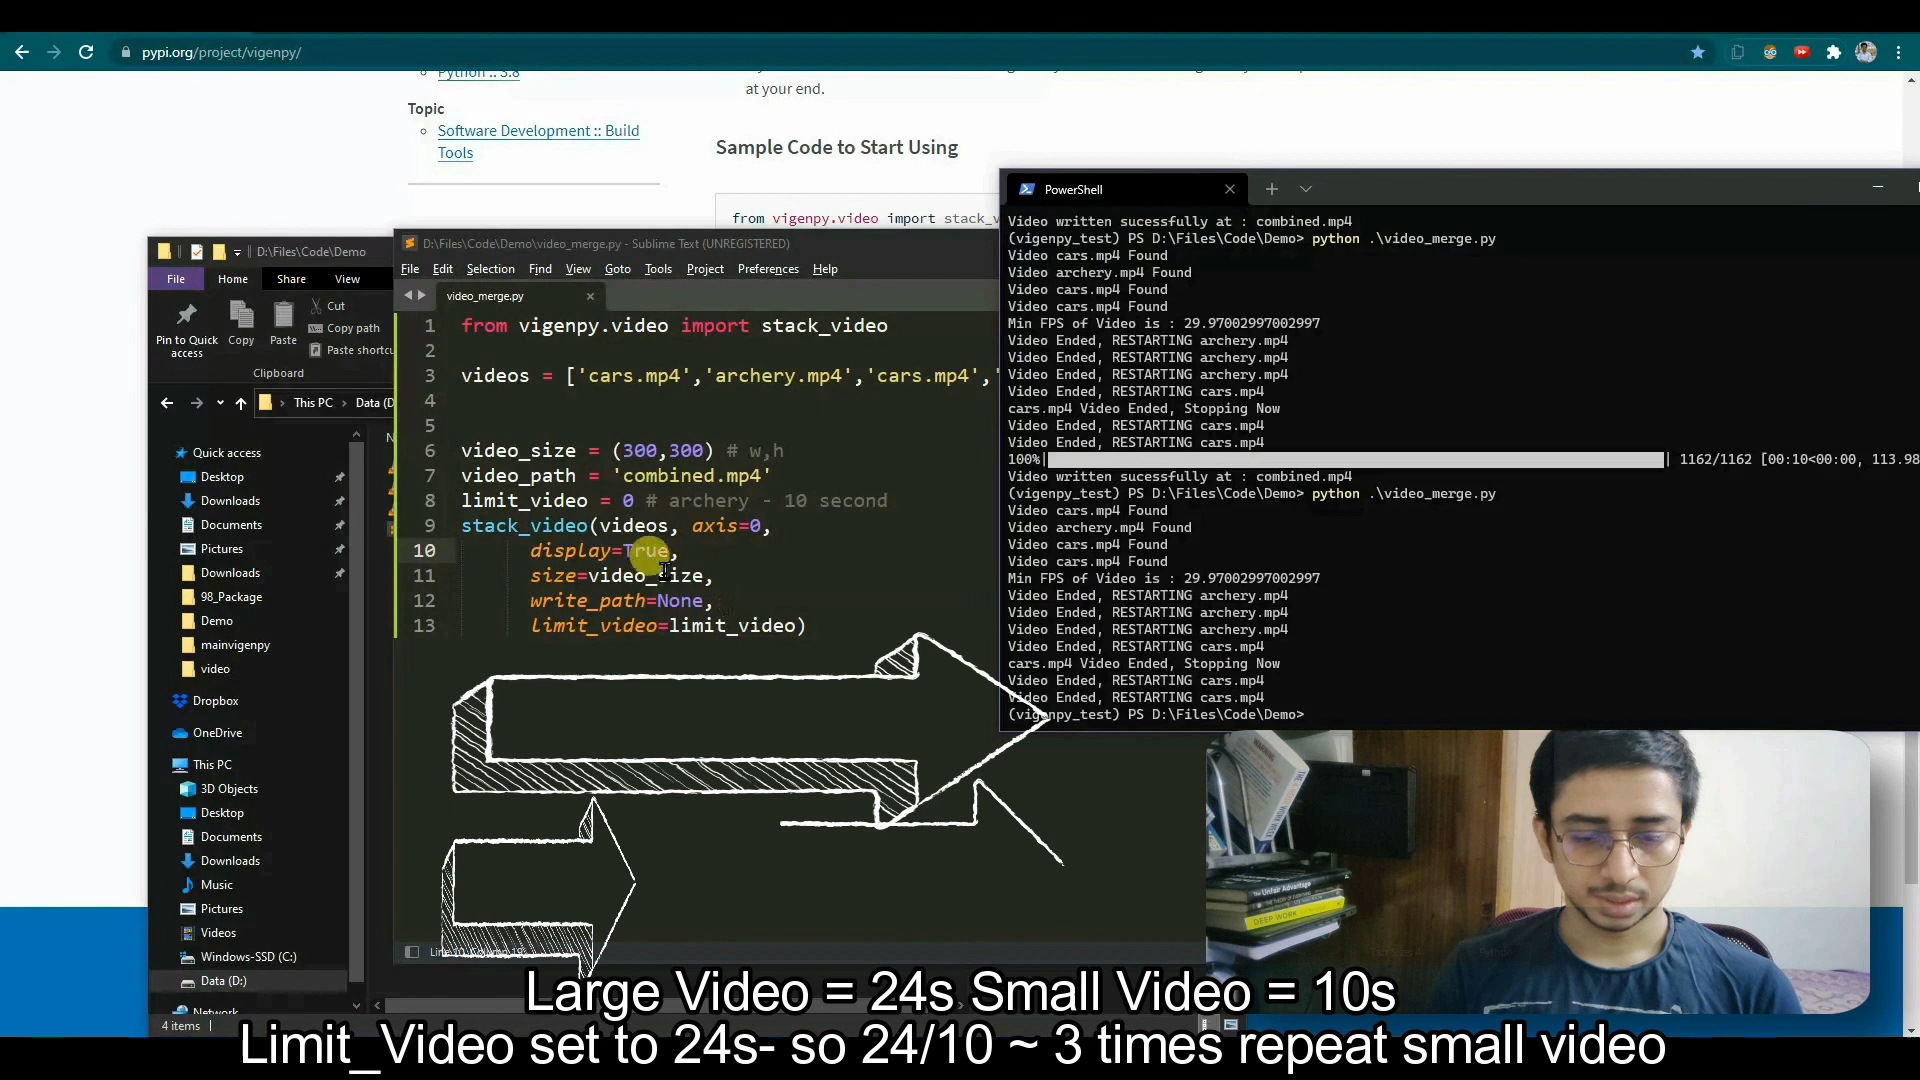 pypi.org/project/vigenpy/
Python :: 3.8
at your end.
Topic
Software Development :: Build
Tools
Sample Code to Start Using
from vigenpy.video import stack_v
D:\Files\Code\Demo
File
Home
Share
View
Pin to Quick
access
Copy
Paste
Cut
Copy path
Paste shortcu
Clipboard
This PC
Data (D
Quick access
Desktop
Downloads
Documents
Pictures
Downloads
98_Package
Demo
mainvigenpy
video
Dropbox
OneDrive
This PC
3D Objects
Desktop
Documents
Downloads
Music
Pictures
Videos
Windows-SSD (C:)
Data (D:)
Network
4 items
D:\Files\Code\Demo\video_merge.py - Sublime Text (UNREGISTERED)
File Edit Selection Find View Goto Tools Project Preferences Help
video_merge.py
1 from vigenpy.video import stack_video
2
3 videos = ['cars.mp4','archery.mp4','cars.mp4','
4
5
6 video_size = (300,300) # w,h
7 video_path = 'combined.mp4'
8 limit_video = 0 # archery - 10 second
9 stack_video(videos, axis=0,
10 display=True,
11 size=video_size,
12 write_path=None,
13 limit_video=limit_video)
PowerShell
Video written sucessfully at : combined.mp4
(vigenpy_test) PS D:\Files\Code\Demo> python .\video_merge.py
Video cars.mp4 Found
Video archery.mp4 Found
Video cars.mp4 Found
Video cars.mp4 Found
Min FPS of Video is : 29.97002997002997
Video Ended, RESTARTING archery.mp4
Video Ended, RESTARTING archery.mp4
Video Ended, RESTARTING archery.mp4
Video Ended, RESTARTING cars.mp4
cars.mp4 Video Ended, Stopping Now
Video Ended, RESTARTING cars.mp4
Video Ended, RESTARTING cars.mp4
100%| | 1162/1162 [00:10<00:00, 113.98
Video written sucessfully at : combined.mp4
(vigenpy_test) PS D:\Files\Code\Demo> python .\video_merge.py
Video cars.mp4 Found
Video archery.mp4 Found
Video cars.mp4 Found
Video cars.mp4 Found
Min FPS of Video is : 29.97002997002997
Video Ended, RESTARTING archery.mp4
Video Ended, RESTARTING archery.mp4
Video Ended, RESTARTING archery.mp4
Video Ended, RESTARTING cars.mp4
cars.mp4 Video Ended, Stopping Now
Video Ended, RESTARTING cars.mp4
Video Ended, RESTARTING cars.mp4
(vigenpy_test) PS D:\Files\Code\Demo>
The Unfair Advantage
DEEP WORK
Large Video = 24s Small Video = 10s
Limit_Video set to 24s- so 24/10 ~ 3 times repeat small video